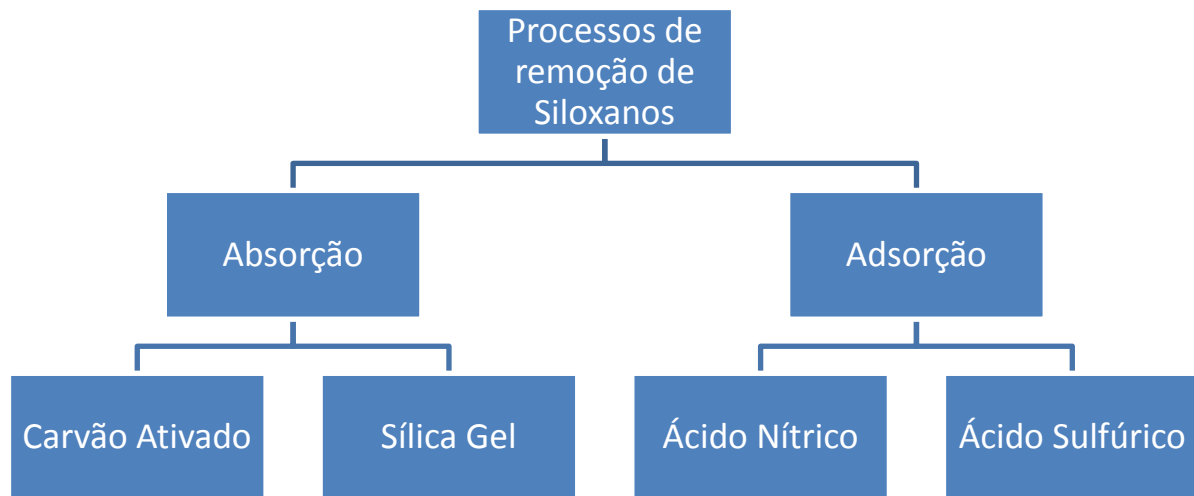 Processos de
remoção de
Siloxanos
Absorção
Adsorção
Carvão Ativado
Sílica Gel
Ácido Nítrico
Ácido Sulfúrico